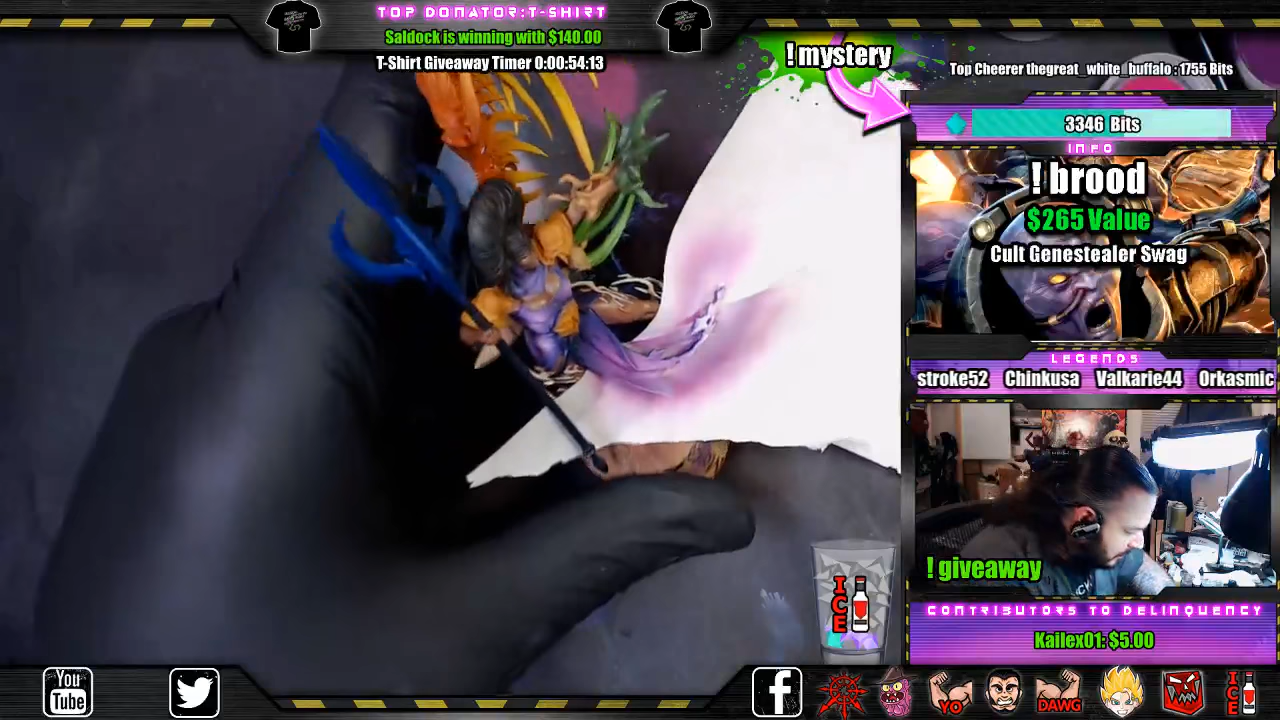 TOP DONATOR:T-SHIRT
Saldock is winning with $140.00
T-Shirt Giveaway Timer 0:00:54:13
! mystery
Top Cheerer thegreat_white_buffalo : 1755 Bits
3346 Bits
INFO
! brood
$265 Value
Cult Genestealer Swag
LEGENDS
stroke52 Chinkusa Valkarie44 Orkasmic
! giveaway
CONTRIBUTORS TO DELINQUENCY
Kailex01: $5.00
ICE
You
Tube
f
YO
DAWG
ICE